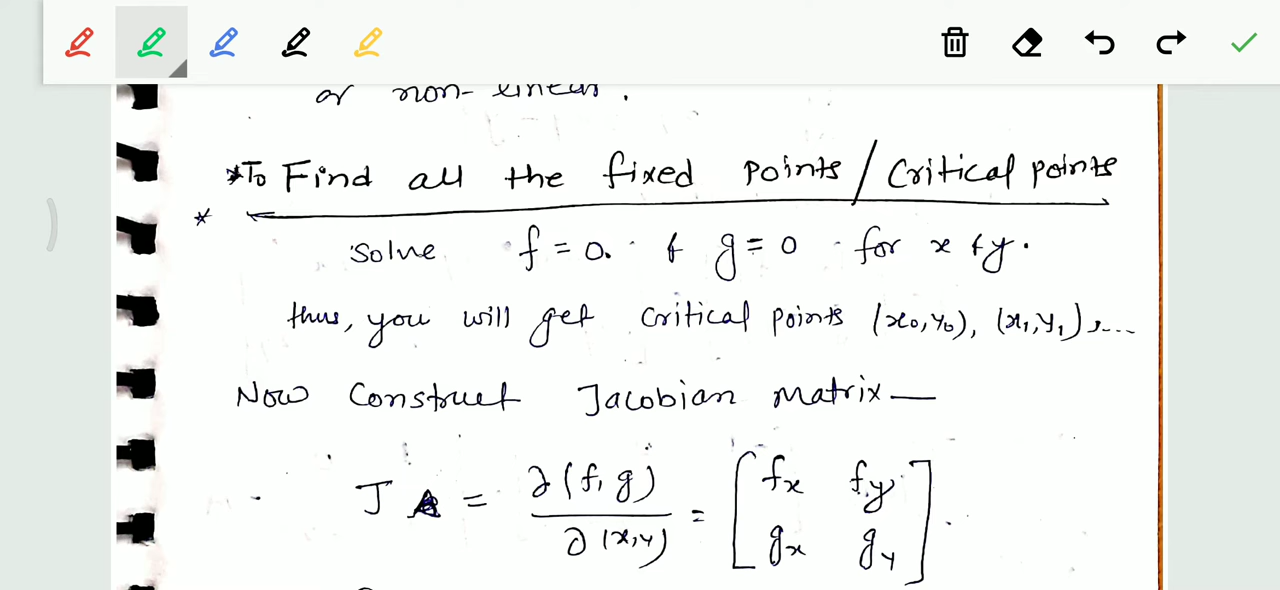 or non-linear.
*To Find all the fixed points / Critical points
*
Solve f = 0. & g = 0 for x & y.
thus, you will get critical points (x₀,y₀), (x₁,y₁),...
Now Construct Jacobian matrix —
J = ∂(f, g) / ∂(x,y) = [ fx fy
gx gy ].